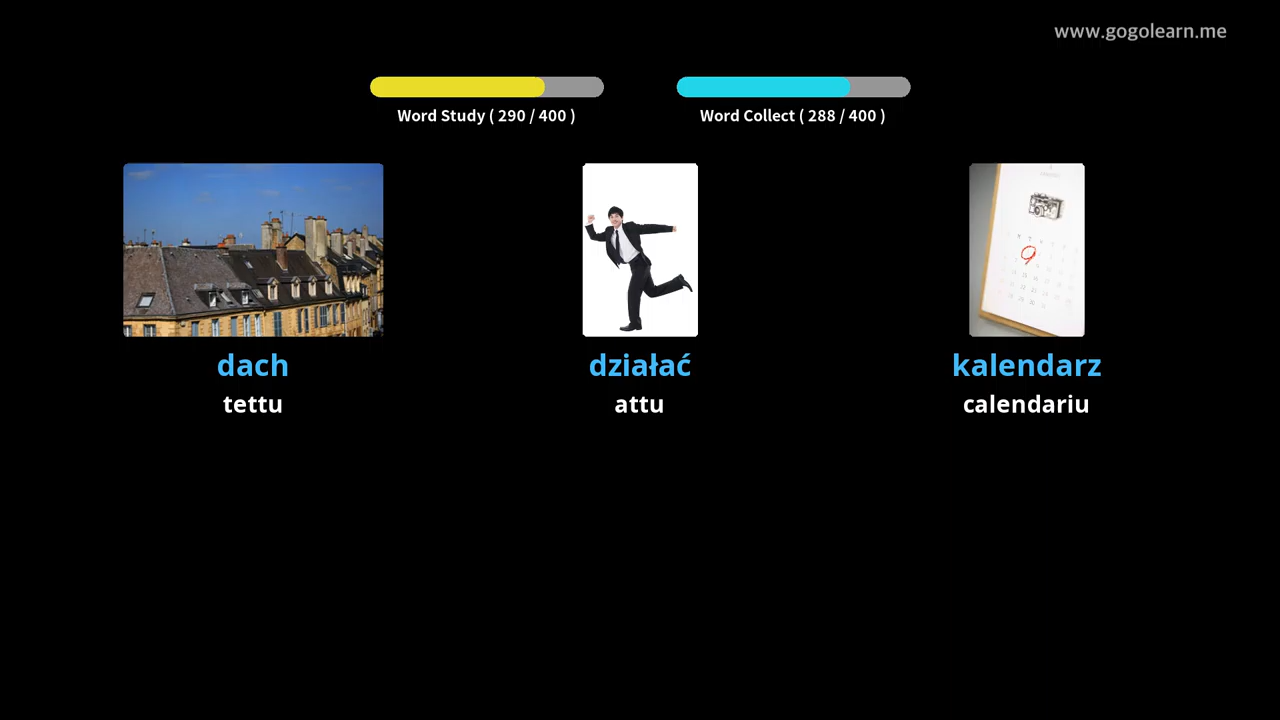 www.gogolearn.me
Word Study ( 290 / 400 )
Word Collect ( 288 / 400 )
dach
tettu
działać
attu
kalendarz
calendariu